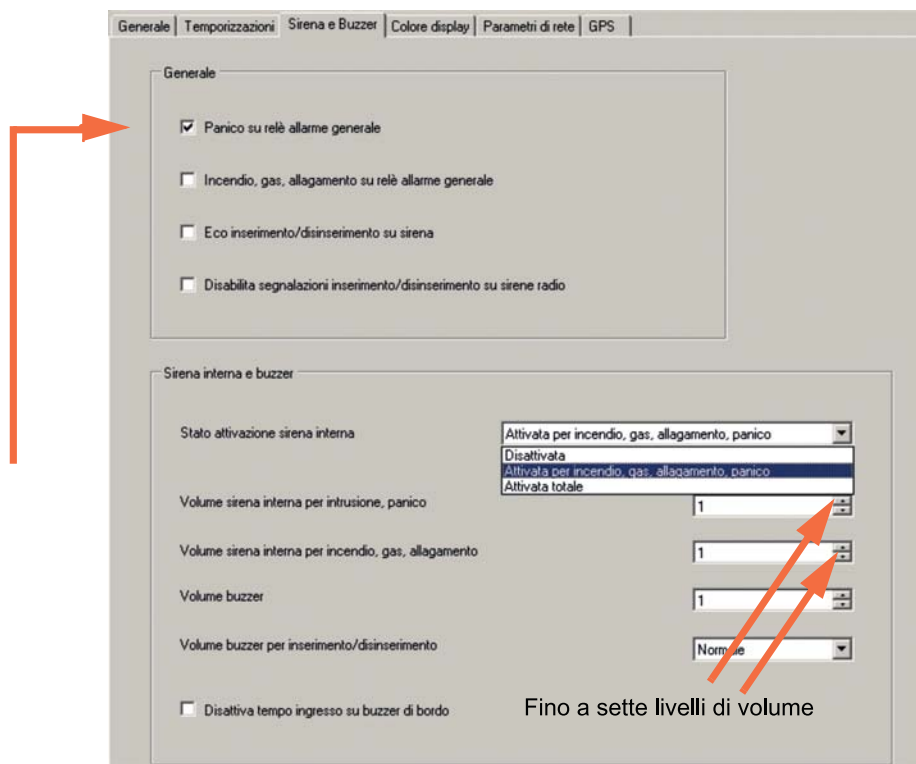 Generale Temporizzazioni Sirena e Buzzer Colore display Parametri di rete GPS
Generale
Panico su relè allarme generale
Incendio, gas, allagamento su relè allarme generale
Eco inserimento/disinserimento su sirena
Disabilita segnalazioni inserimento/disinserimento su sirene radio
Sirena interna e buzzer
Stato attivazione sirena interna
Attivata per incendio, gas, allagamento, panico
Disattivata
Attivata per incendio, gas, allagamento, panico
Attivata totale
Volume sirena interna per intrusione, panico
1
Volume sirena interna per incendio, gas, allagamento
1
Volume buzzer
1
Volume buzzer per inserimento/disinserimento
Normale
Disattiva tempo ingresso su buzzer di bordo
Fino a sette livelli di volume